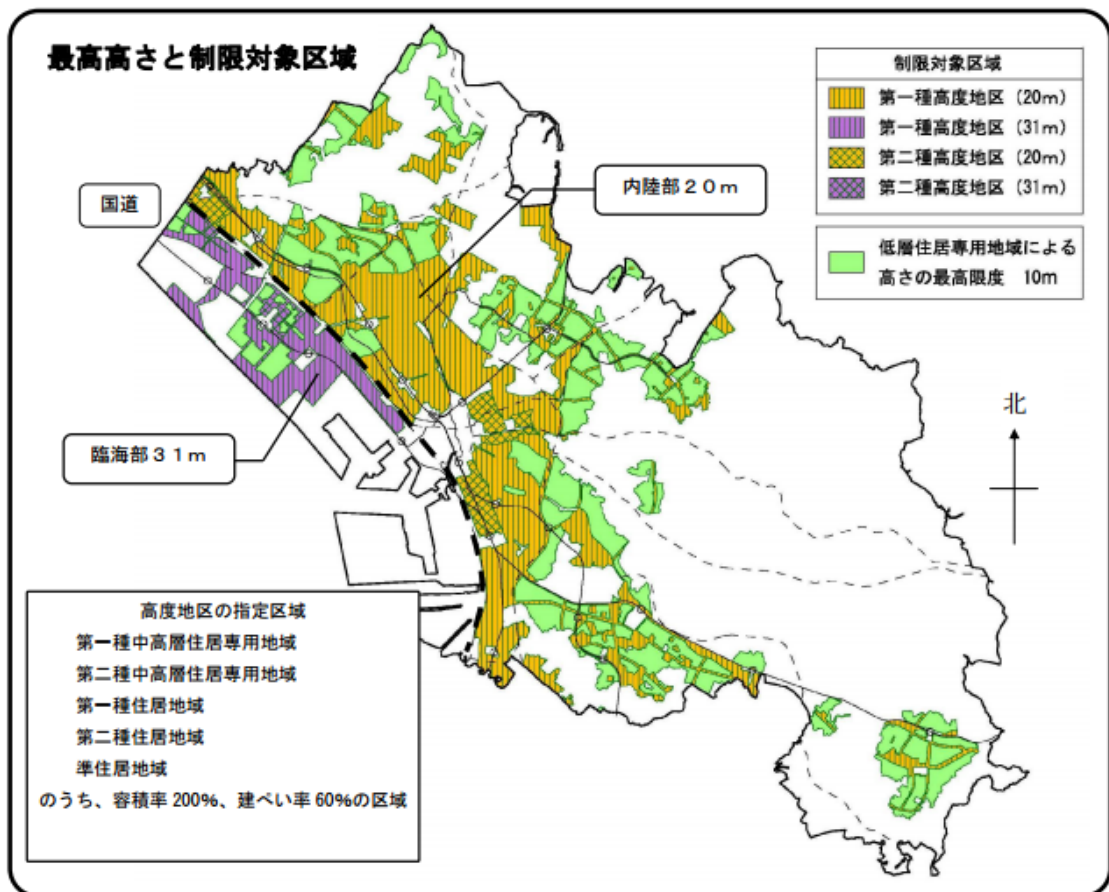 最高高さと制限対象区域
制限対象区域
第一種高度地区（20m）
第一種高度地区（31m）
第二種高度地区（20m）
第二種高度地区（31m）
低層住居専用地域による
高さの最高限度　10m
国道
内陸部２０ｍ
臨海部３１ｍ
北
高度地区の指定区域
第一種中高層住居専用地域
第二種中高層住居専用地域
第一種住居地域
第二種住居地域
準住居地域
のうち、容積率 200%、建ぺい率 60%の区域